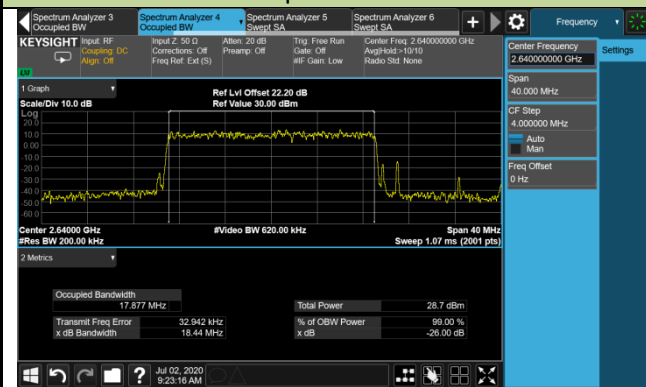 Spectrum Analyzer 3
Occupied BW
Spectrum Analyzer 4
Occupied BW
Spectrum Analyzer 5
Swept SA
Spectrum Analyzer 6
Swept SA
+
Frequency
KEYSIGHT
Input: RF
Coupling: DC
Align: Off
Input Z: 50 Ω
Corrections: Off
Freq Ref: Ext (S)
Atten: 20 dB
Preamp: Off
Trig: Free Run
Gate: Off
#IF Gain: Low
Center Freq: 2.640000000 GHz
Avg|Hold:>10/10
Radio Std: None
LW
Center Frequency
2.640000000 GHz
Settings
Span
40.000 MHz
CF Step
4.000000 MHz
Auto
Man
Freq Offset
0 Hz
1 Graph
Scale/Div 10.0 dB
Ref Lvl Offset 22.20 dB
Ref Value 30.00 dBm
Log
20.0
10.0
0.00
-10.0
-20.0
-30.0
-40.0
-50.0
-60.0
Center 2.64000 GHz
#Res BW 200.00 kHz
#Video BW 620.00 kHz
Span 40 MHz
Sweep 1.07 ms (2001 pts)
2 Metrics
Occupied Bandwidth
17.877 MHz
Total Power 28.7 dBm
Transmit Freq Error 32.942 kHz
% of OBW Power 99.00 %
x dB Bandwidth 18.44 MHz
x dB -26.00 dB
?
Jul 02, 2020
9:23:16 AM